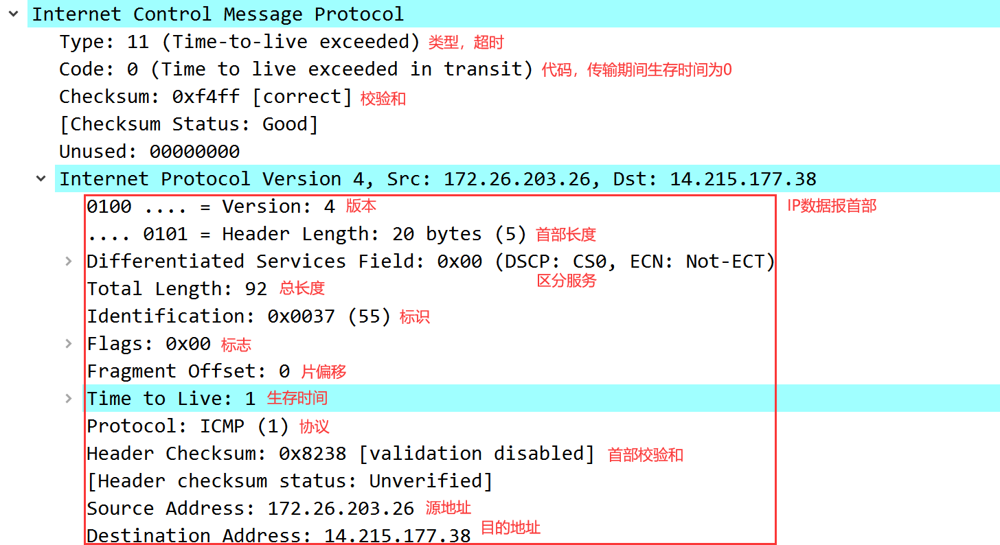 Internet Control Message Protocol
Type: 11 (Time-to-live exceeded) 类型，超时
Code: 0 (Time to live exceeded in transit) 代码，传输期间生存时间为0
Checksum: 0xf4ff [correct] 校验和
[Checksum Status: Good]
Unused: 00000000
Internet Protocol Version 4, Src: 172.26.203.26, Dst: 14.215.177.38
0100 .... = Version: 4 版本 IP数据报首部
.... 0101 = Header Length: 20 bytes (5) 首部长度
Differentiated Services Field: 0x00 (DSCP: CS0, ECN: Not-ECT)
区分服务
Total Length: 92 总长度
Identification: 0x0037 (55) 标识
Flags: 0x00 标志
Fragment Offset: 0 片偏移
Time to Live: 1 生存时间
Protocol: ICMP (1) 协议
Header Checksum: 0x8238 [validation disabled] 首部校验和
[Header checksum status: Unverified]
Source Address: 172.26.203.26 源地址
Destination Address: 14.215.177.38 目的地址